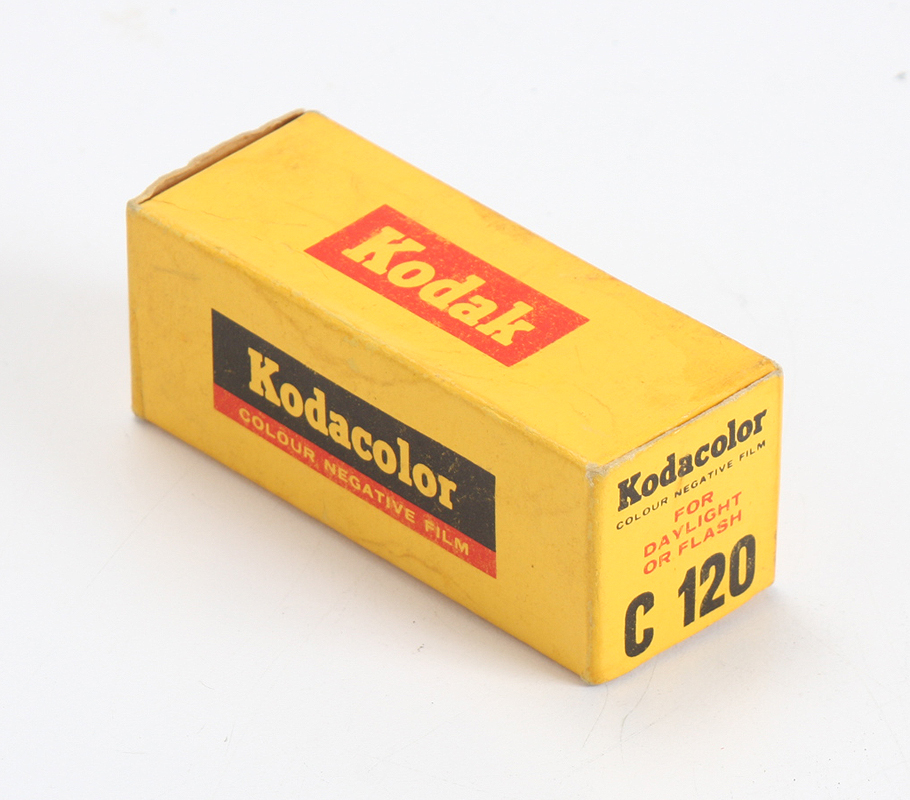 Kodak
Kodacolor
COLOUR NEGATIVE FILM
Kodacolor
COLOUR NEGATIVE FILM
FOR
DAYLIGHT
OR FLASH
C 120